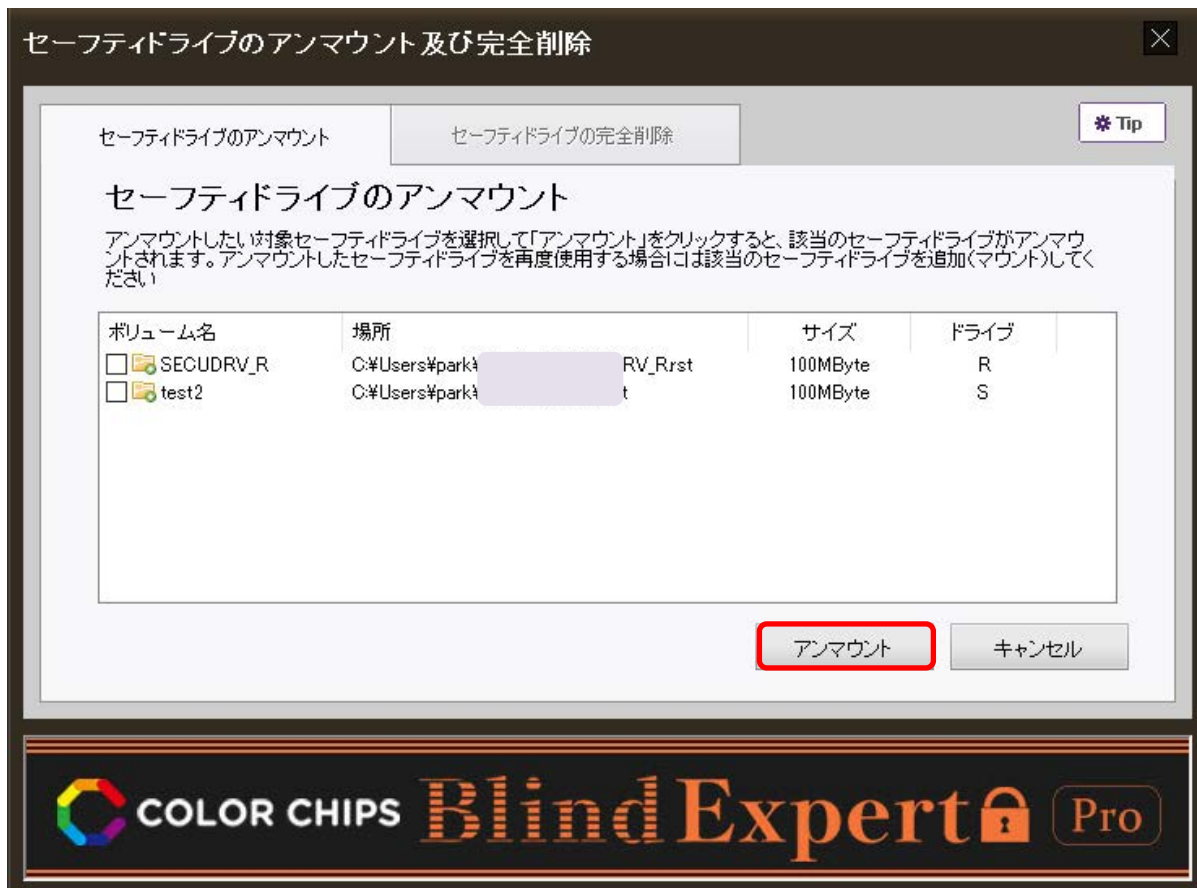 セーフティドライブのアンマウント及び完全削除
セーフティドライブのアンマウント
セーフティドライブの完全削除
Tip
セーフティドライブのアンマウント
アンマウントしたい対象セーフティドライブを選択して「アンマウント」をクリックすると、該当のセーフティドライブがアンマウ
ントされます。アンマウントしたセーフティドライブを再度使用する場合には該当のセーフティドライブを追加(マウント)してく
ださい
ボリューム名 場所 サイズ ドライブ
SECUDRV_R C:¥Users¥park¥ RV_R.rst 100MByte R
test2 C:¥Users¥park¥ t 100MByte S
アンマウント キャンセル
COLOR CHIPS Blind Expert Pro